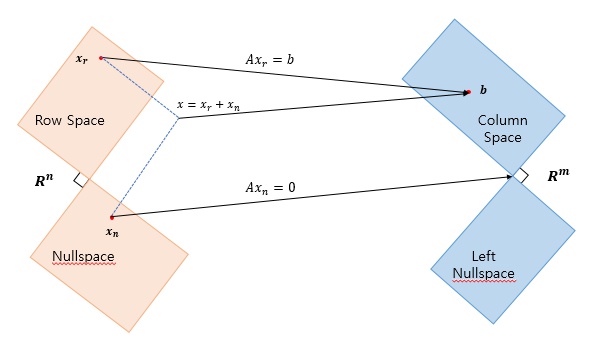 Ax_r = b
x_r
b
x = x_r + x_n
Row Space
Column
Space
R^n
R^m
Ax_n = 0
x_n
Nullspace
Left
Nullspace